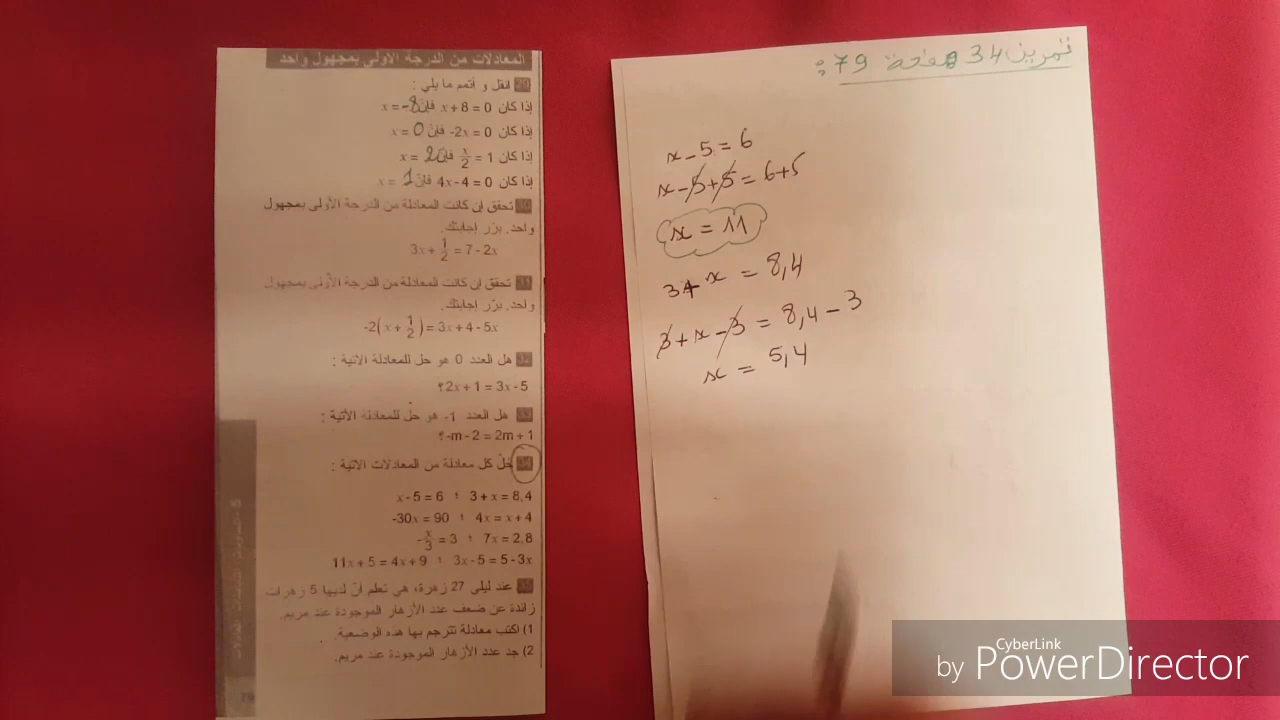 المعادلات من الدرجة الأولى بمجهول واحد
29 انقل و أتمم ما يلي :
إذا كان x + 8 = 0 فإنّ x = -8
إذا كان -2x = 0 فإنّ x = 0
إذا كان x/2 = 1 فإنّ x = 2
إذا كان 4x - 4 = 0 فإنّ x = 1
30 تحقق إن كانت المعادلة من الدرجة الأولى بمجهول
واحد. برّر إجابتك.
3x + 1/2 = 7 - 2x
31 تحقق إن كانت المعادلة من الدرجة الأولى بمجهول
واحد. برّر إجابتك.
-2(x + 1/2) = 3x + 4 - 5x
32 هل العدد 0 هو حل للمعادلة الآتية :
2x + 1 = 3x - 5 ؟
33 هل العدد -1 هو حل للمعادلة الآتية :
-m - 2 = 2m + 1 ؟
34 حُلّ كل معادلة من المعادلات الآتية :
x - 5 = 6 ؛ 3 + x = 8,4
-30x = 90 ؛ 4x = x + 4
-x/3 = 3 ؛ 7x = 2,8
11x + 5 = 4x + 9 ؛ 3x - 5 = 5 - 3x
35 عند ليلى 27 زهرة، هي تعلم أنّ لديها 5 زهرات
زائدة عن ضعف عدد الأزهار الموجودة عند مريم.
1) اكتب معادلة تترجم بها هذه الوضعية.
2) جد عدد الأزهار الموجودة عند مريم.
79
تمرين 34 صفحة 79 :
x - 5 = 6
x - 5 + 5 = 6 + 5
x = 11
3 + x = 8,4
3 + x - 3 = 8,4 - 3
x = 5,4
CyberLink
by PowerDirector